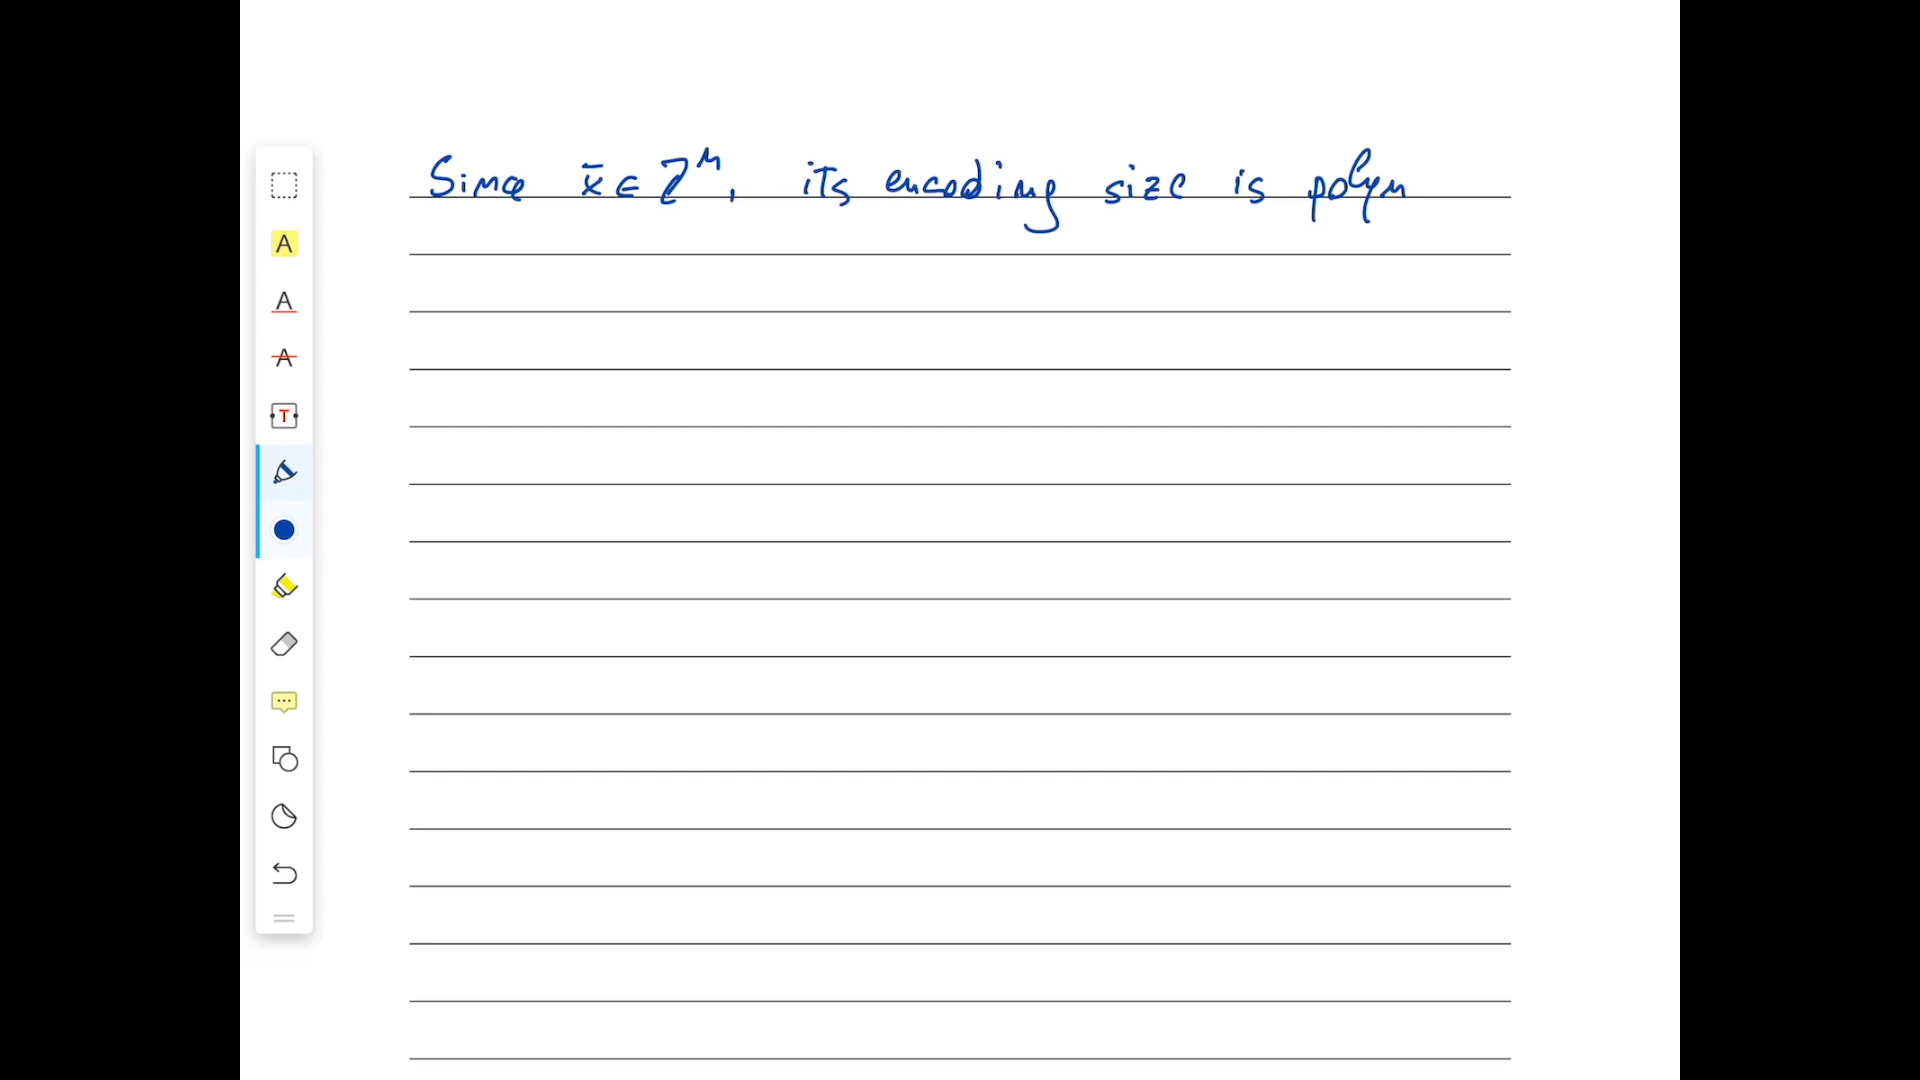 Since x̄ ∈ ℤⁿ, its encoding size is polyn
A
A
A
T